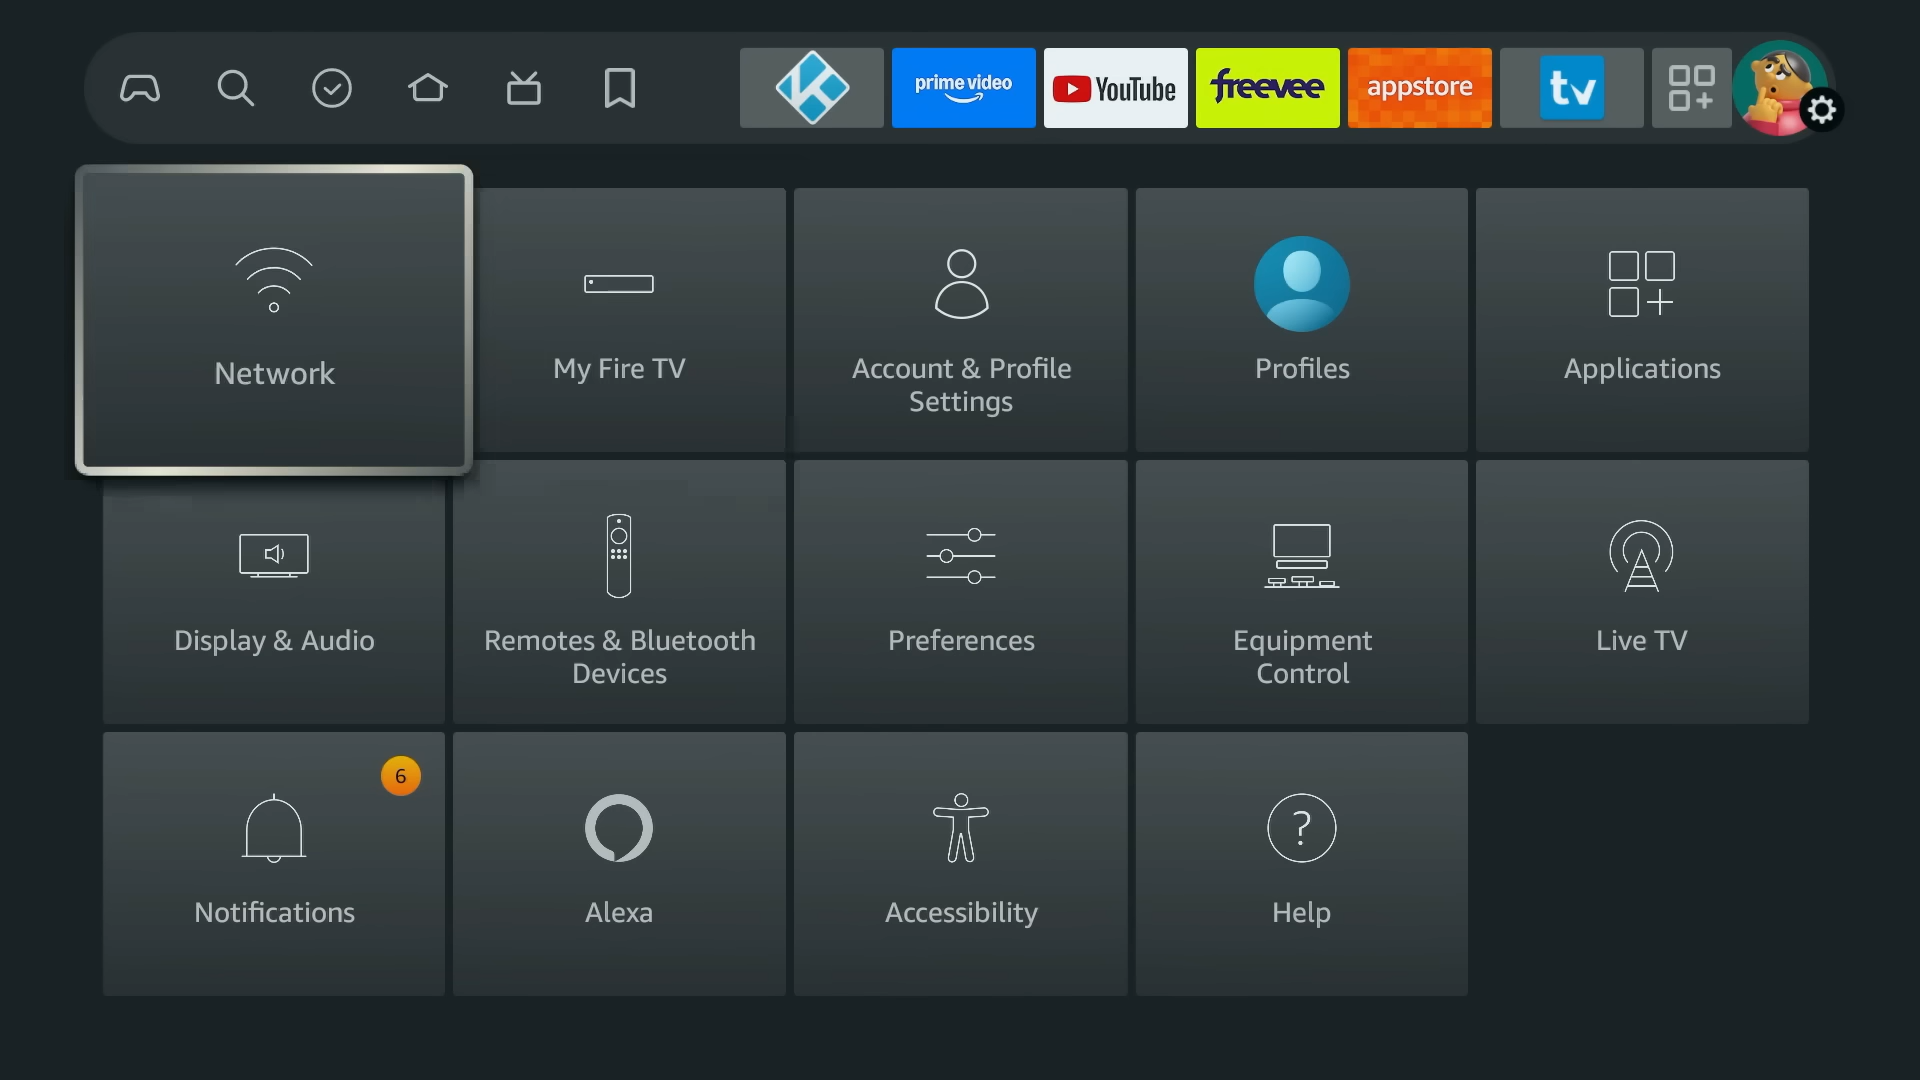 prime video
YouTube
freevee
appstore
tv
Network
My Fire TV
Account & Profile
Settings
Profiles
Applications
Display & Audio
Remotes & Bluetooth
Devices
Preferences
Equipment
Control
Live TV
6
Notifications
Alexa
Accessibility
?
Help